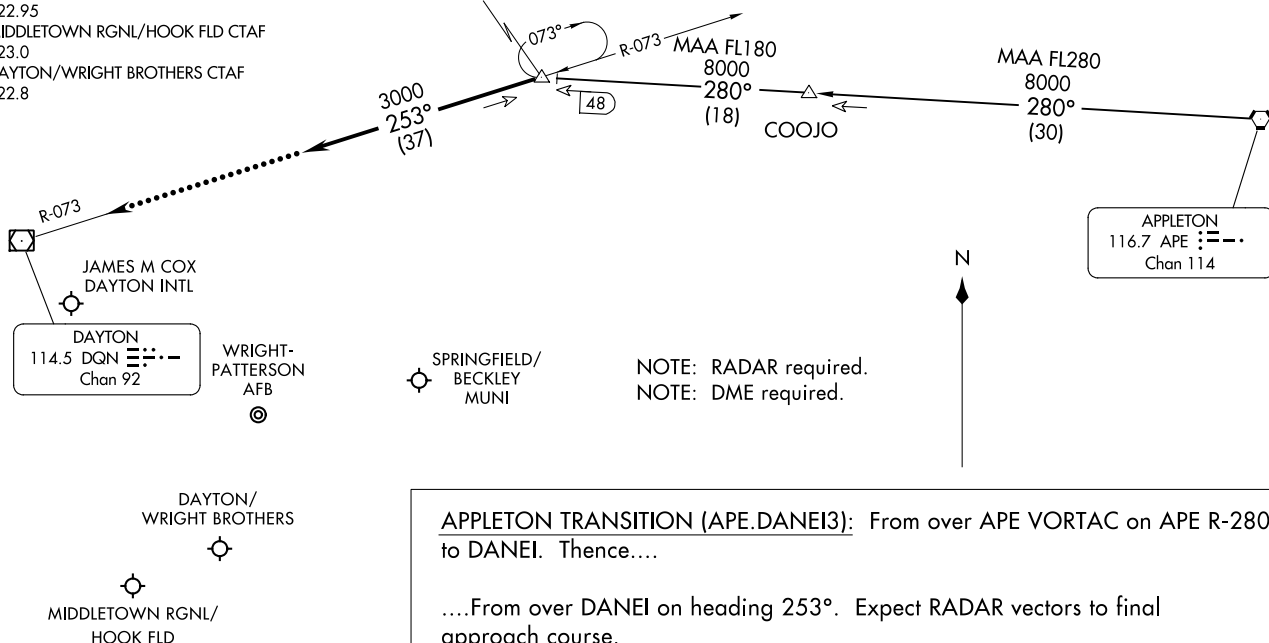 22.95
MIDDLETOWN RGNL/HOOK FLD CTAF
23.0
DAYTON/WRIGHT BROTHERS CTAF
22.8
073°
R-073
MAA FL180
8000
280°
(18)
48
COOJO
MAA FL280
8000
280°
(30)
3000
253°
(37)
R-073
APPLETON
116.7 APE
Chan 114
N
JAMES M COX
DAYTON INTL
DAYTON
114.5 DQN
Chan 92
WRIGHT-
PATTERSON
AFB
SPRINGFIELD/
BECKLEY
MUNI
NOTE: RADAR required.
NOTE: DME required.
DAYTON/
WRIGHT BROTHERS
MIDDLETOWN RGNL/
HOOK FLD
APPLETON TRANSITION (APE.DANEI3): From over APE VORTAC on APE R-280
to DANEI. Thence....
....From over DANEI on heading 253°. Expect RADAR vectors to final
approach course.